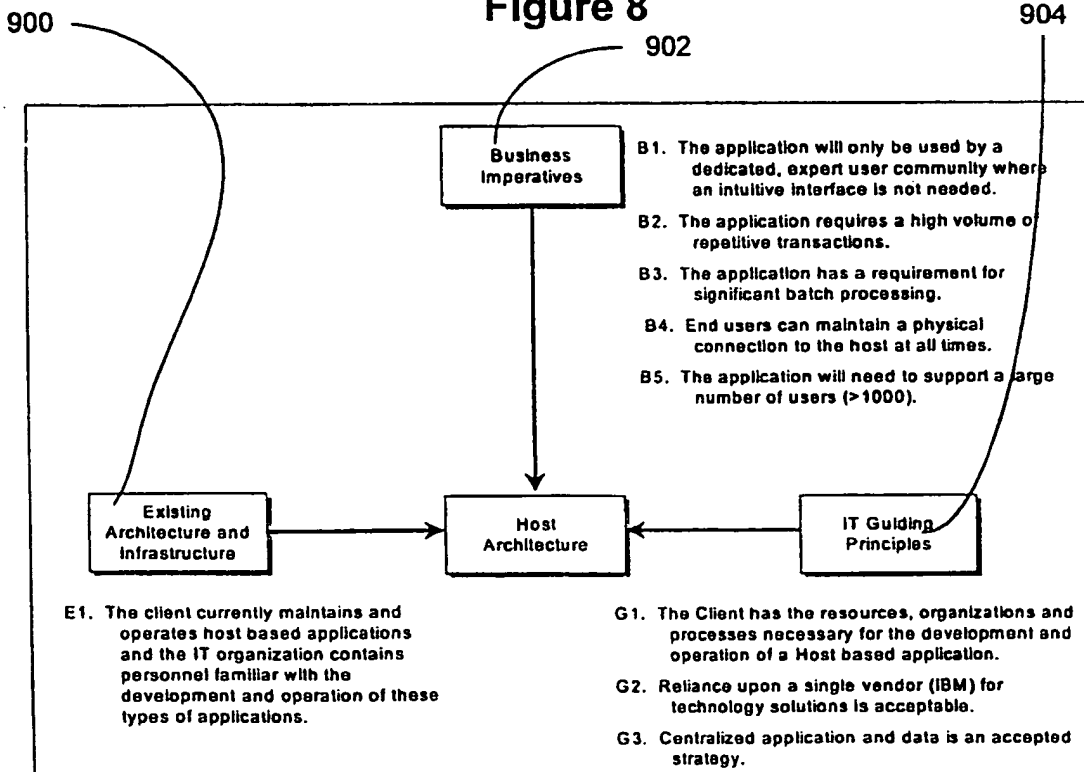 Figure 8
900
902
904
Business
Imperatives
B1. The application will only be used by a
dedicated, expert user community where
an intuitive interface is not needed.
B2. The application requires a high volume of
repetitive transactions.
B3. The application has a requirement for
significant batch processing.
B4. End users can maintain a physical
connection to the host at all times.
B5. The application will need to support a large
number of users (>1000).
Existing
Architecture and
Infrastructure
Host
Architecture
IT Guiding
Principles
E1. The client currently maintains and
operates host based applications
and the IT organization contains
personnel familiar with the
development and operation of these
types of applications.
G1. The Client has the resources, organizations and
processes necessary for the development and
operation of a Host based application.
G2. Reliance upon a single vendor (IBM) for
technology solutions is acceptable.
G3. Centralized application and data is an accepted
strategy.